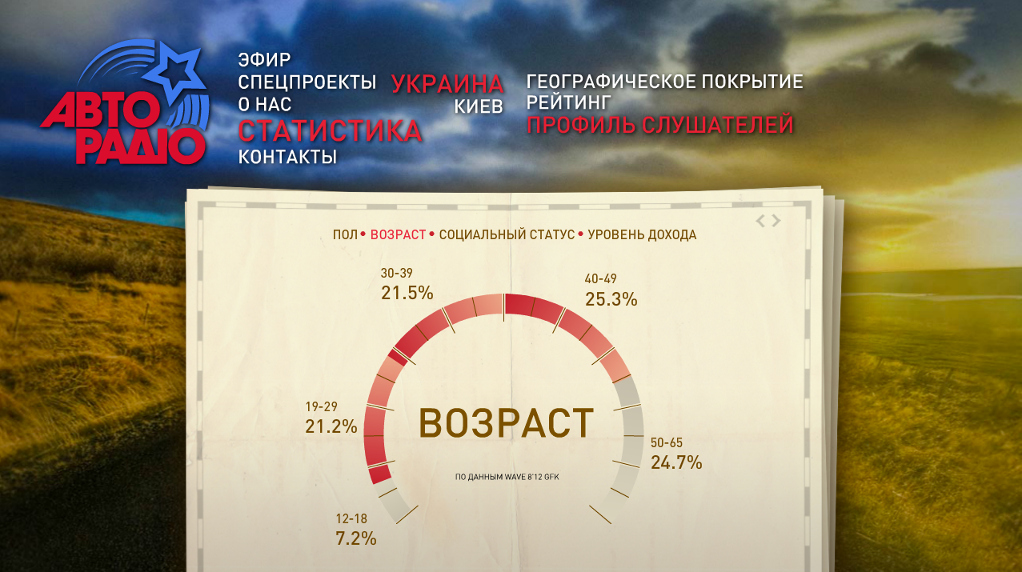 АВТО
РАДІО
ЭФИР
СПЕЦПРОЕКТЫ
О НАС
СТАТИСТИКА
КОНТАКТЫ
УКРАИНА
КИЕВ
ГЕОГРАФИЧЕСКОЕ ПОКРЫТИЕ
РЕЙТИНГ
ПРОФИЛЬ СЛУШАТЕЛЕЙ
ПОЛ • ВОЗРАСТ • СОЦИАЛЬНЫЙ СТАТУС • УРОВЕНЬ ДОХОДА
30-39
21.5%
40-49
25.3%
19-29
21.2%
ВОЗРАСТ
50-65
24.7%
ПО ДАННЫМ WAVE 8'12 GFK
12-18
7.2%